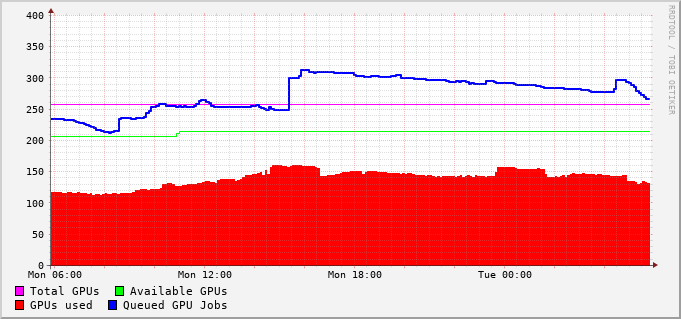 400
350
300
250
200
150
100
50
0
Mon 06:00 Mon 12:00 Mon 18:00 Tue 00:00
Total GPUs Available GPUs
GPUs used Queued GPU Jobs
RRDTOOL / TOBI OETIKER